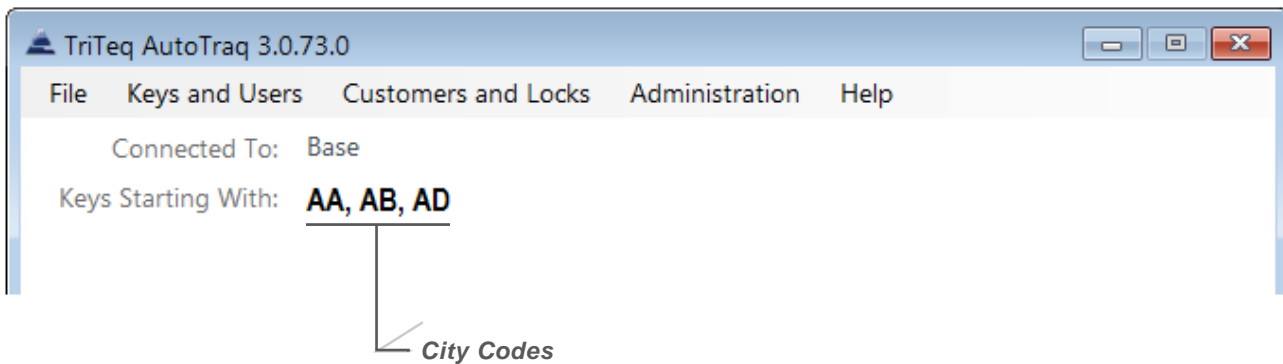 TriTeq AutoTraq 3.0.73.0
File Keys and Users Customers and Locks Administration Help
Connected To: Base
Keys Starting With: AA, AB, AD
City Codes